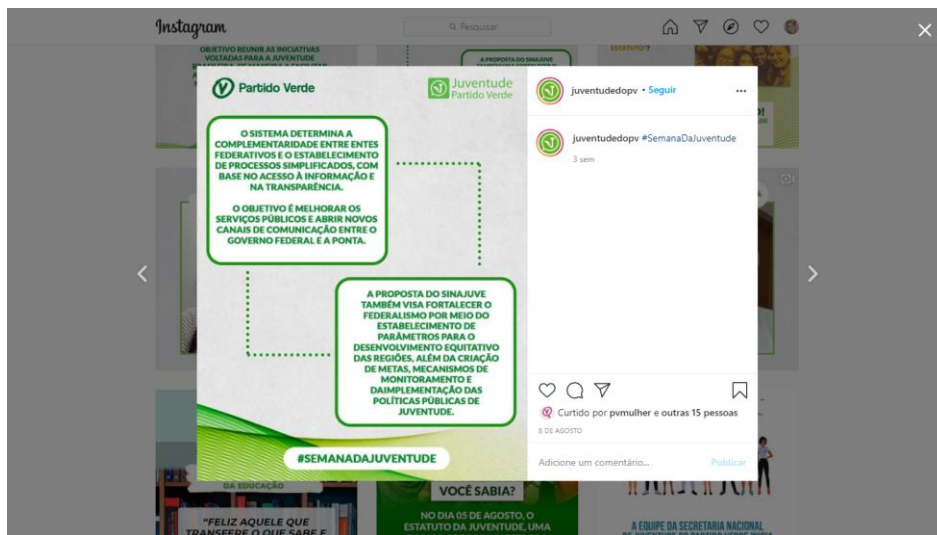 Instagram
Pesquisar
OBJETIVO REUNIR AS INICIATIVAS
VOLTADAS PARA A JUVENTUDE
A PROPOSTA DO SINAJUVE
ESTATUTO"?
Partido Verde
Juventude
Partido Verde
O SISTEMA DETERMINA A
COMPLEMENTARIDADE ENTRE ENTES
FEDERATIVOS E O ESTABELECIMENTO
DE PROCESSOS SIMPLIFICADOS, COM
BASE NO ACESSO À INFORMAÇÃO E
NA TRANSPARÊNCIA.
O OBJETIVO É MELHORAR OS
SERVIÇOS PÚBLICOS E ABRIR NOVOS
CANAIS DE COMUNICAÇÃO ENTRE O
GOVERNO FEDERAL E A PONTA.
A PROPOSTA DO SINAJUVE
TAMBÉM VISA FORTALECER O
FEDERALISMO POR MEIO DO
ESTABELECIMENTO DE
PARÂMETROS PARA O
DESENVOLVIMENTO EQUITATIVO
DAS REGIÕES, ALÉM DA CRIAÇÃO
DE METAS, MECANISMOS DE
MONITORAMENTO E
DAIMPLEMENTAÇÃO DAS
POLÍTICAS PÚBLICAS DE
JUVENTUDE.
#SEMANADAJUVENTUDE
juventudedopv • Seguir
juventudedopv #SemanaDaJuventude
3 sem
Curtido por pvmulher e outras 15 pessoas
8 DE AGOSTO
Adicione um comentário... Publicar
DA EDUCAÇÃO
"FELIZ AQUELE QUE
TRANSFERE O QUE SABE E
VOCÊ SABIA?
NO DIA 05 DE AGOSTO, O
ESTATUTO DA JUVENTUDE, UMA
A EQUIPE DA SECRETARIA NACIONAL